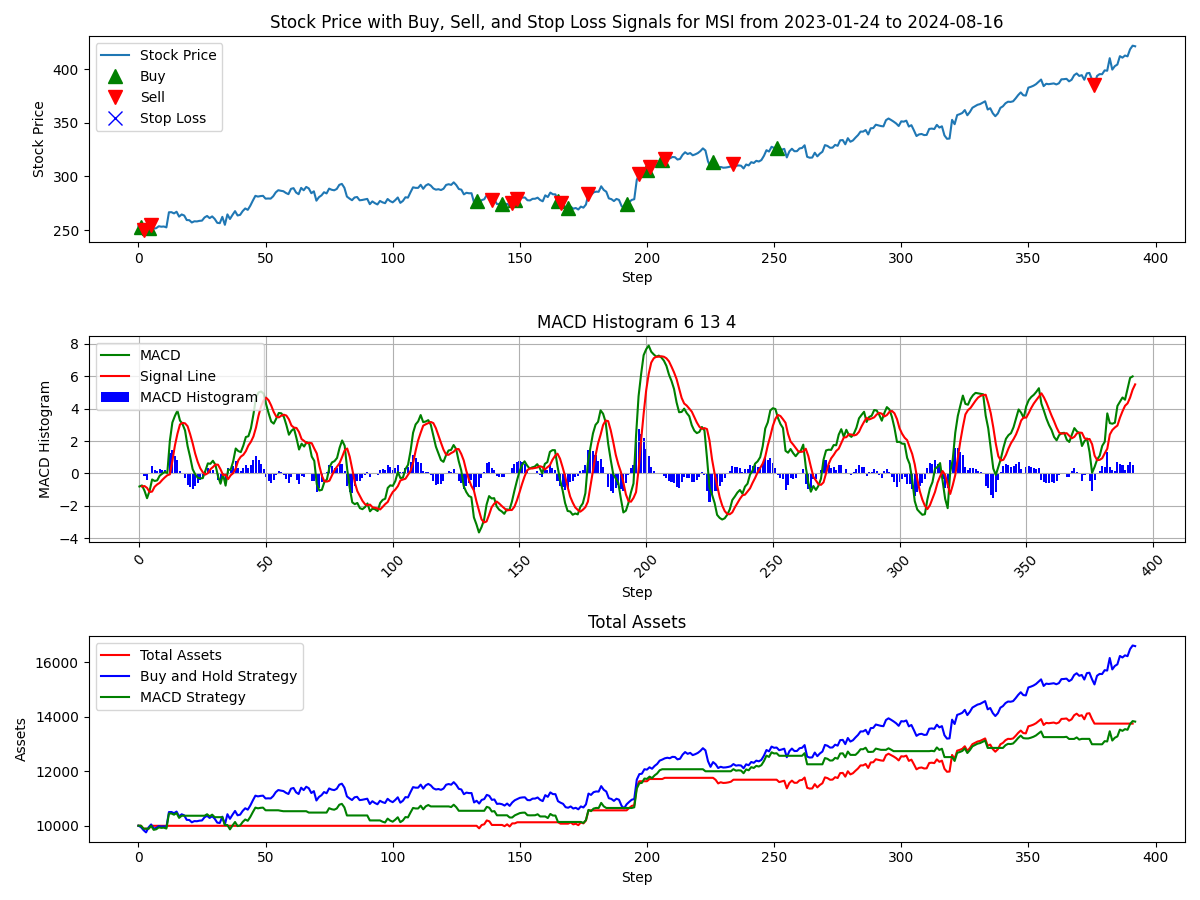 Stock Price with Buy, Sell, and Stop Loss Signals for MSI from 2023-01-24 to 2024-08-16
Stock Price
Buy
Sell
Stop Loss
Stock Price
400
350
300
250
0 50 100 150 200 250 300 350 400
Step
MACD Histogram 6 13 4
MACD
Signal Line
MACD Histogram
MACD Histogram
8
6
4
2
0
−2
−4
0 50 100 150 200 250 300 350 400
Step
Total Assets
Total Assets
Buy and Hold Strategy
MACD Strategy
Assets
16000
14000
12000
10000
0 50 100 150 200 250 300 350 400
Step